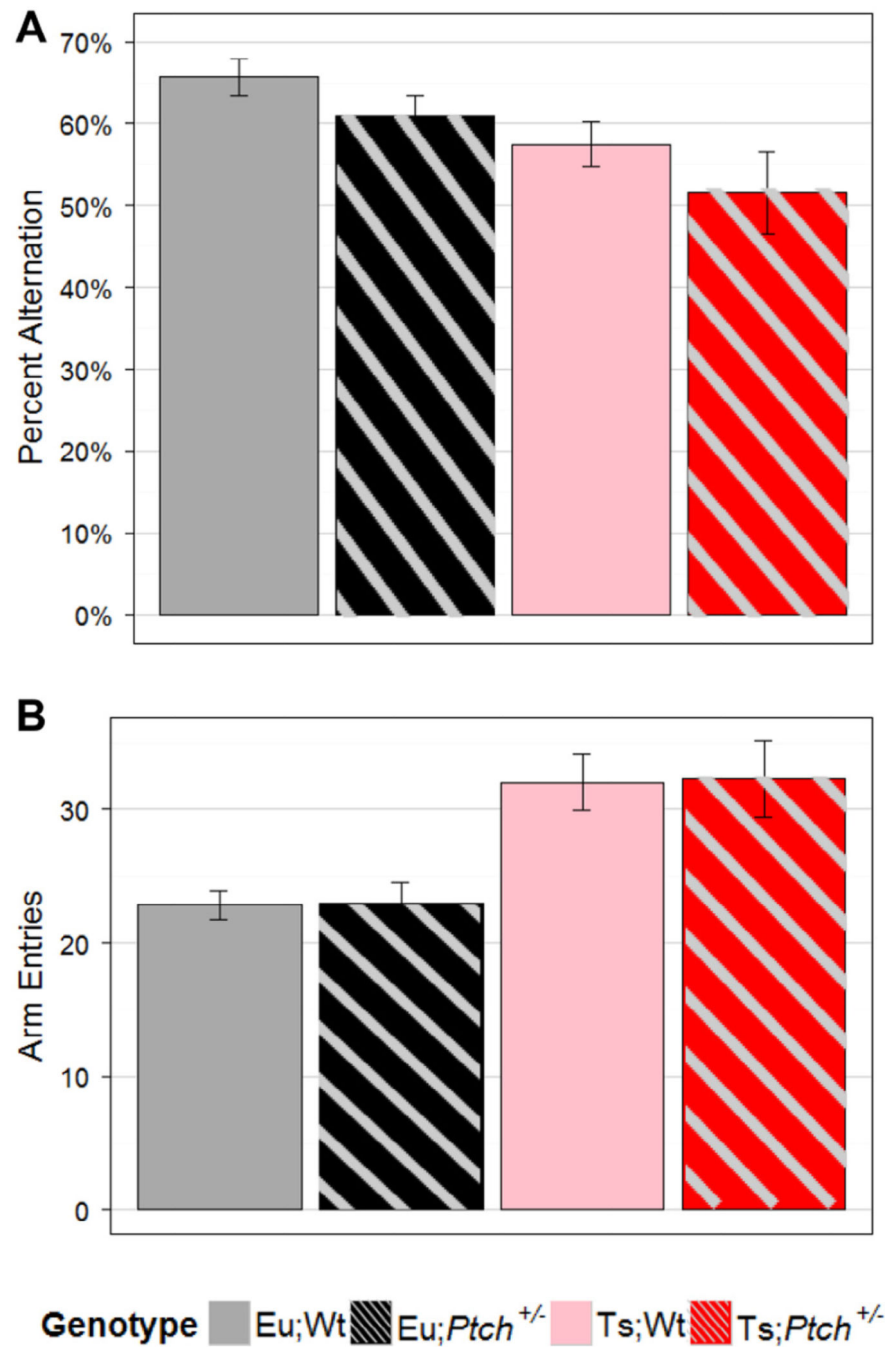 A
70%
60%
50%
40%
30%
20%
10%
0%
Percent Alternation
B
30
20
10
0
Arm Entries
Genotype Eu;Wt Eu;Ptch+/- Ts;Wt Ts;Ptch+/-